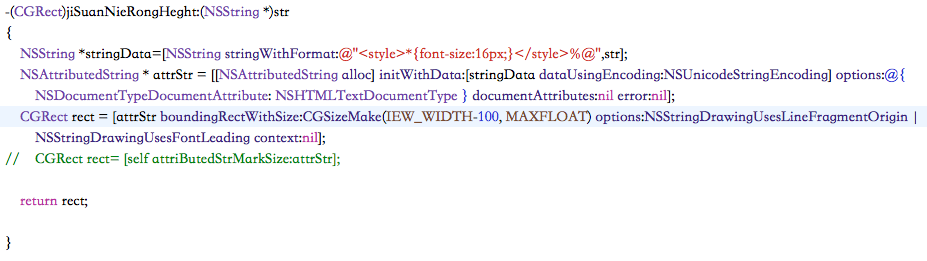 -(CGRect)jiSuanNieRongHeght:(NSString *)str
{
NSString *stringData=[NSString stringWithFormat:@"<style>*{font-size:16px;}</style>%@",str];
NSAttributedString * attrStr = [[NSAttributedString alloc] initWithData:[stringData dataUsingEncoding:NSUnicodeStringEncoding] options:@{
NSDocumentTypeDocumentAttribute: NSHTMLTextDocumentType } documentAttributes:nil error:nil];
CGRect rect = [attrStr boundingRectWithSize:CGSizeMake(IEW_WIDTH-100, MAXFLOAT) options:NSStringDrawingUsesLineFragmentOrigin |
NSStringDrawingUsesFontLeading context:nil];
// CGRect rect= [self attriButedStrMarkSize:attrStr];
return rect;
}